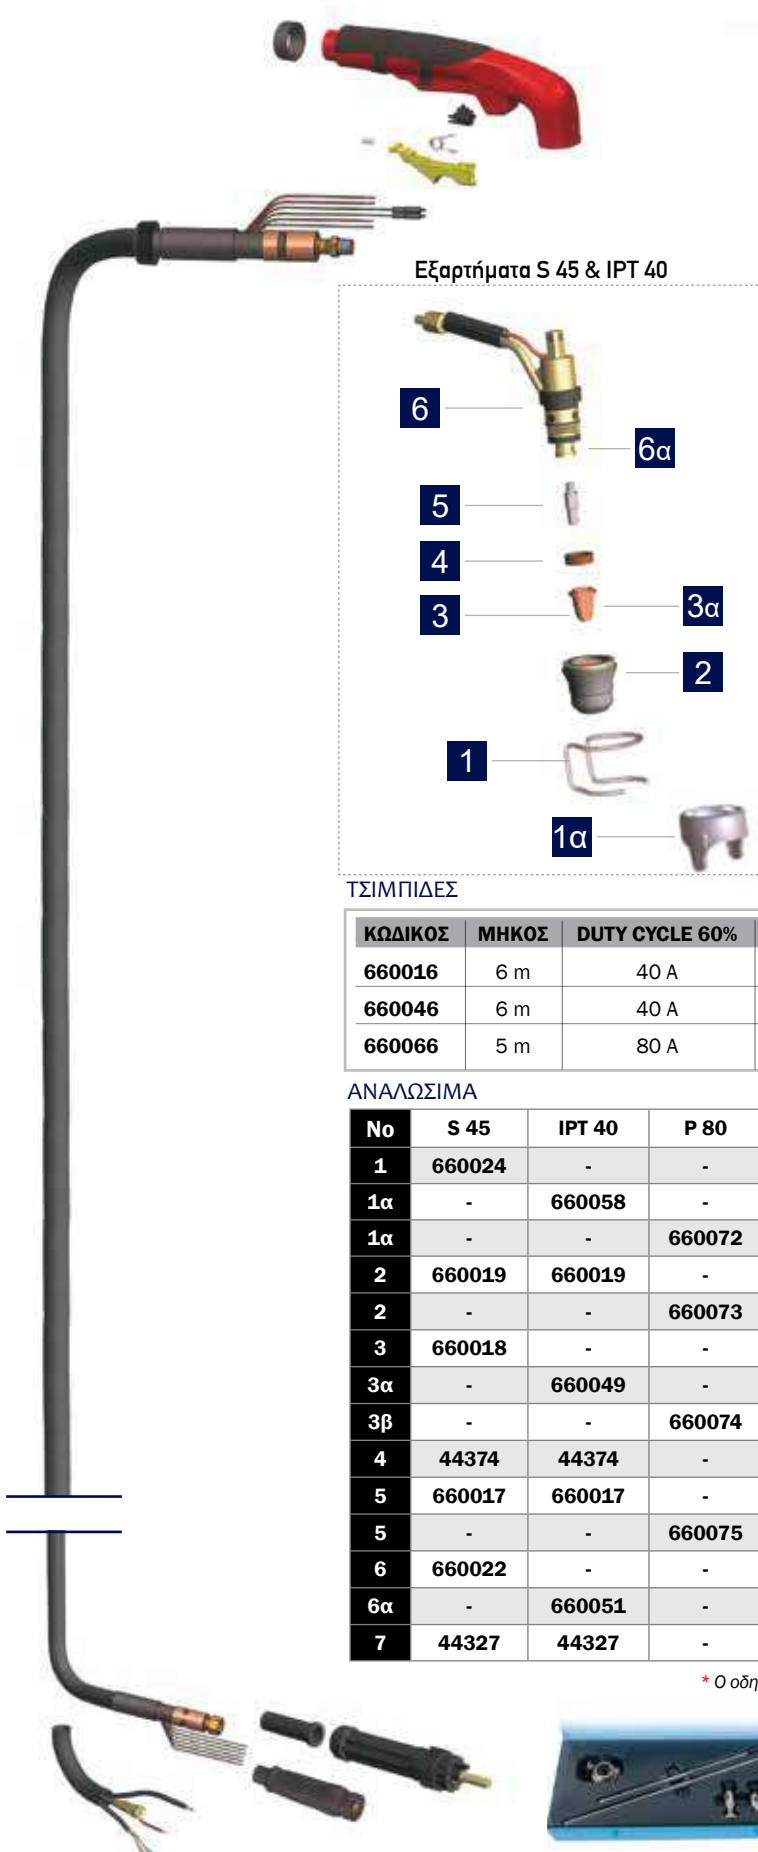 Εξαρτήματα S 45 & IPT 40
6
6α
5
4
3
3α
2
1
1α
ΤΣΙΜΠΙΔΕΣ
ΚΩΔΙΚΟΣ ΜΗΚΟΣ DUTY CYCLE 60%
660016 6 m 40 A
660046 6 m 40 A
660066 5 m 80 A
ΑΝΑΛΩΣΙΜΑ
No S 45 IPT 40 P 80
1 660024 - -
1α - 660058 -
1α - - 660072
2 660019 660019 -
2 - - 660073
3 660018 - -
3α - 660049 -
3β - - 660074
4 44374 44374 -
5 660017 660017 -
5 - - 660075
6 660022 - -
6α - 660051 -
7 44327 44327 -
* Ο οδη